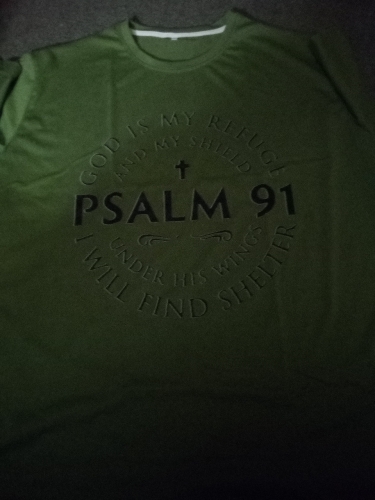 GOD IS MY REFUGE
AND MY SHIELD
PSALM 91
UNDER HIS WINGS
I WILL FIND SHELTER